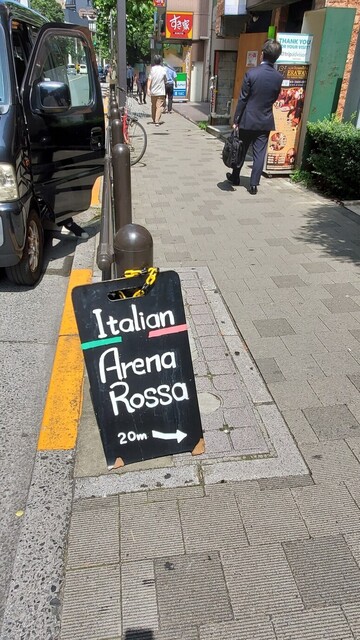 すき家
THANK YOU
Italian
Arena
Rossa
20m